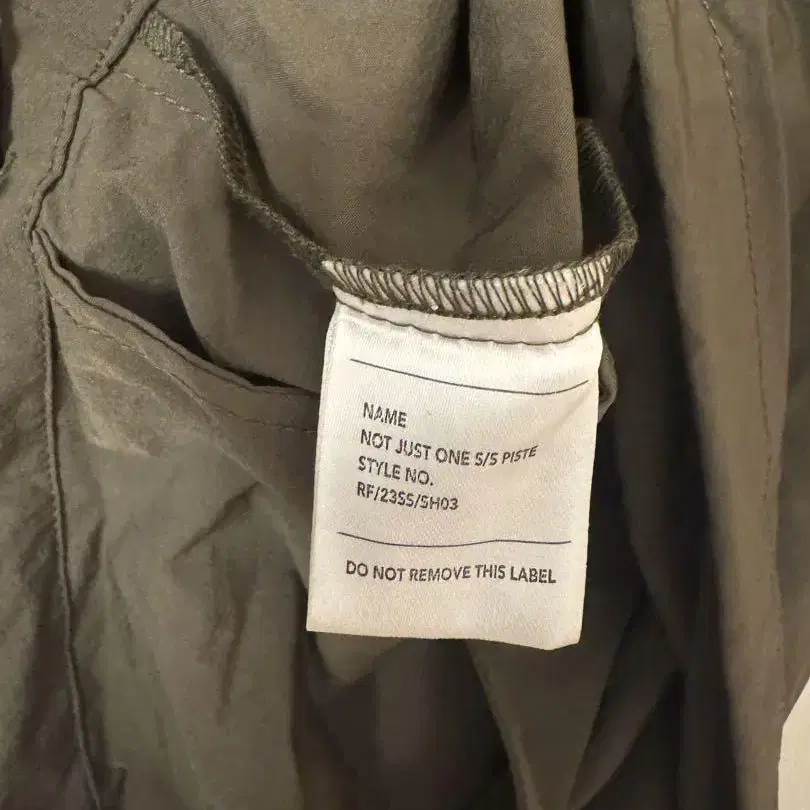 NAME
NOT JUST ONE S/S PISTE
STYLE NO.
RF/23SS/SH03
DO NOT REMOVE THIS LABEL